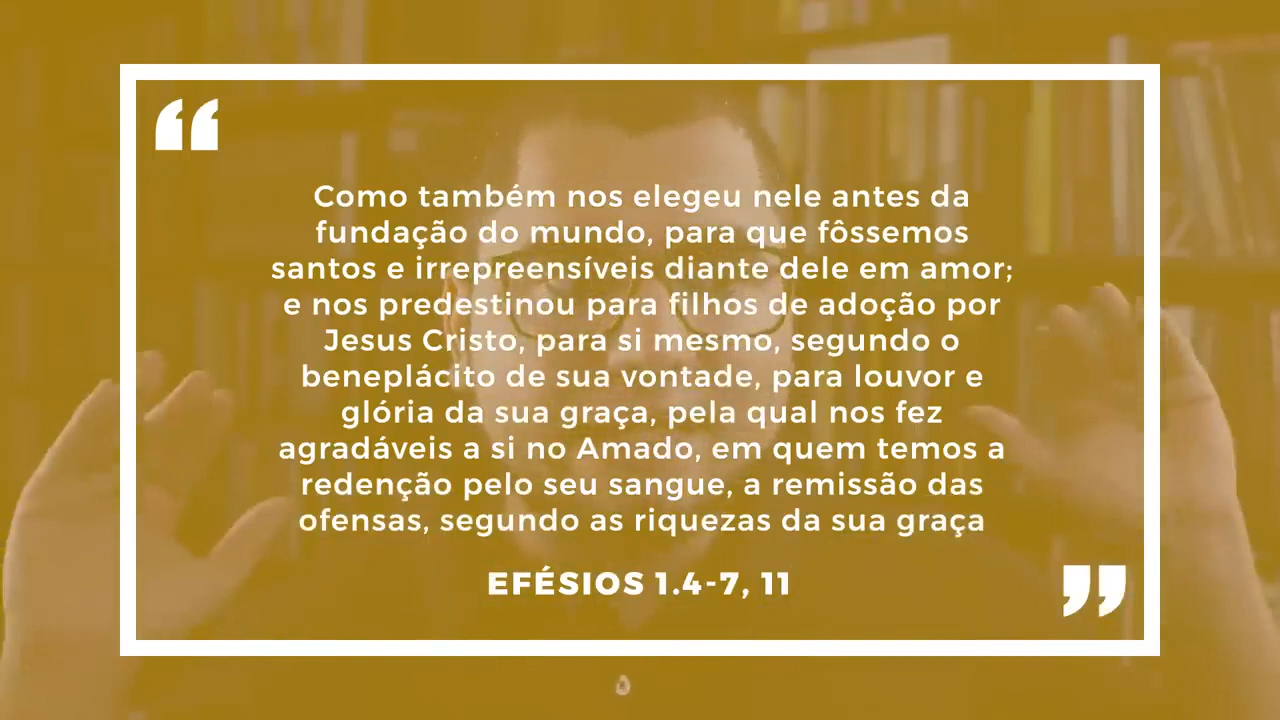 “
Como também nos elegeu nele antes da
fundação do mundo, para que fôssemos
santos e irrepreensíveis diante dele em amor;
e nos predestinou para filhos de adoção por
Jesus Cristo, para si mesmo, segundo o
beneplácito de sua vontade, para louvor e
glória da sua graça, pela qual nos fez
agradáveis a si no Amado, em quem temos a
redenção pelo seu sangue, a remissão das
ofensas, segundo as riquezas da sua graça
EFÉSIOS 1.4-7, 11
”